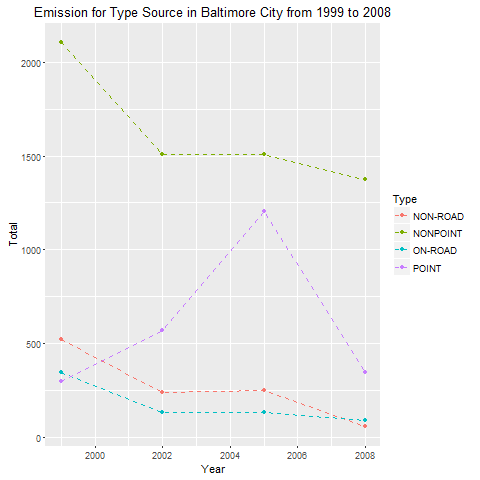 Emission for Type Source in Baltimore City from 1999 to 2008
Total
2000
1500
1000
500
0
2000
2002
2004
2006
2008
Year
Type
NON-ROAD
NONPOINT
ON-ROAD
POINT